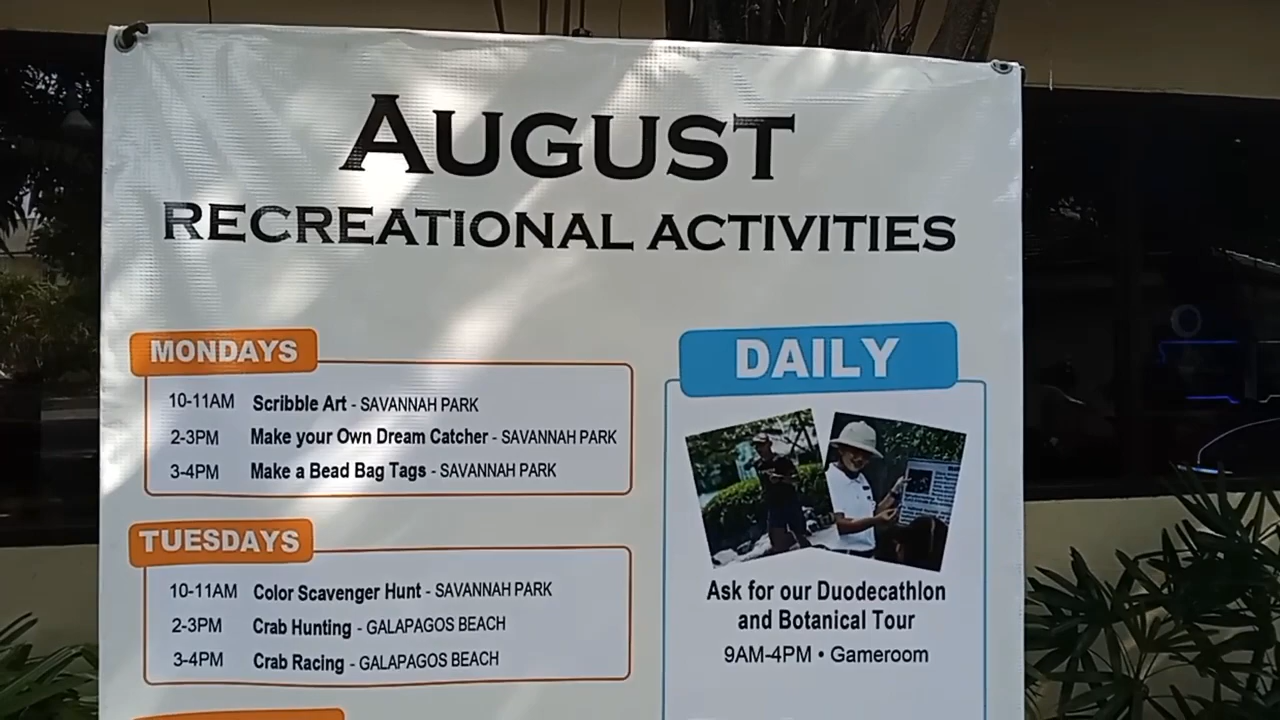 AUGUST
RECREATIONAL ACTIVITIES
MONDAYS
10-11AM Scribble Art - SAVANNAH PARK
2-3PM Make your Own Dream Catcher - SAVANNAH PARK
3-4PM Make a Bead Bag Tags - SAVANNAH PARK
TUESDAYS
10-11AM Color Scavenger Hunt - SAVANNAH PARK
2-3PM Crab Hunting - GALAPAGOS BEACH
3-4PM Crab Racing - GALAPAGOS BEACH
DAILY
Ask for our Duodecathlon
and Botanical Tour
9AM-4PM • Gameroom